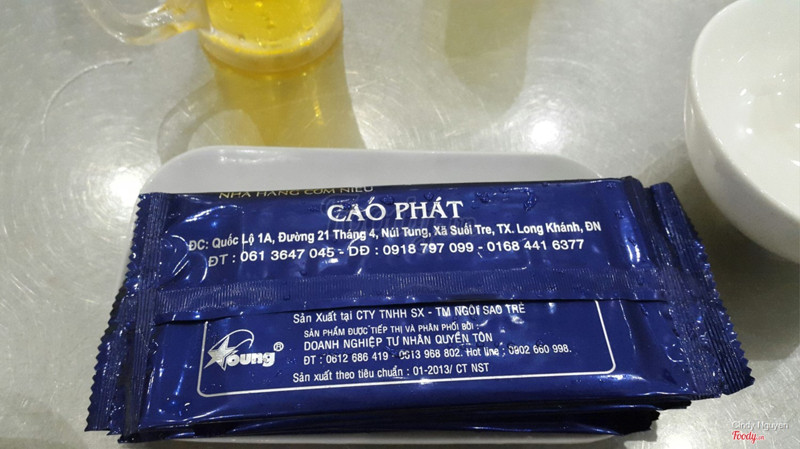 NHÀ HÀNG CƠM NIÊU
CAO PHÁT
ĐC: Quốc Lộ 1A, Đường 21 Tháng 4, Núi Tung, Xã Suối Tre, TX. Long Khánh, ĐN
ĐT : 061 3647 045 - DĐ : 0918 797 099 - 0168 441 6377
Sản Xuất tại CTY TNHH SX - TM NGÔI SAO TRẺ
SẢN PHẨM ĐƯỢC TIẾP THỊ VÀ PHÂN PHỐI BỞI :
DOANH NGHIỆP TƯ NHÂN QUYỀN TÔN
ĐT : 0612 686 419 - 0613 968 802. Hot line : 0902 660 998.
Sản xuất theo tiêu chuẩn : 01-2013/ CT NST
Young ®
Cindy Nguyen
Foody.vn